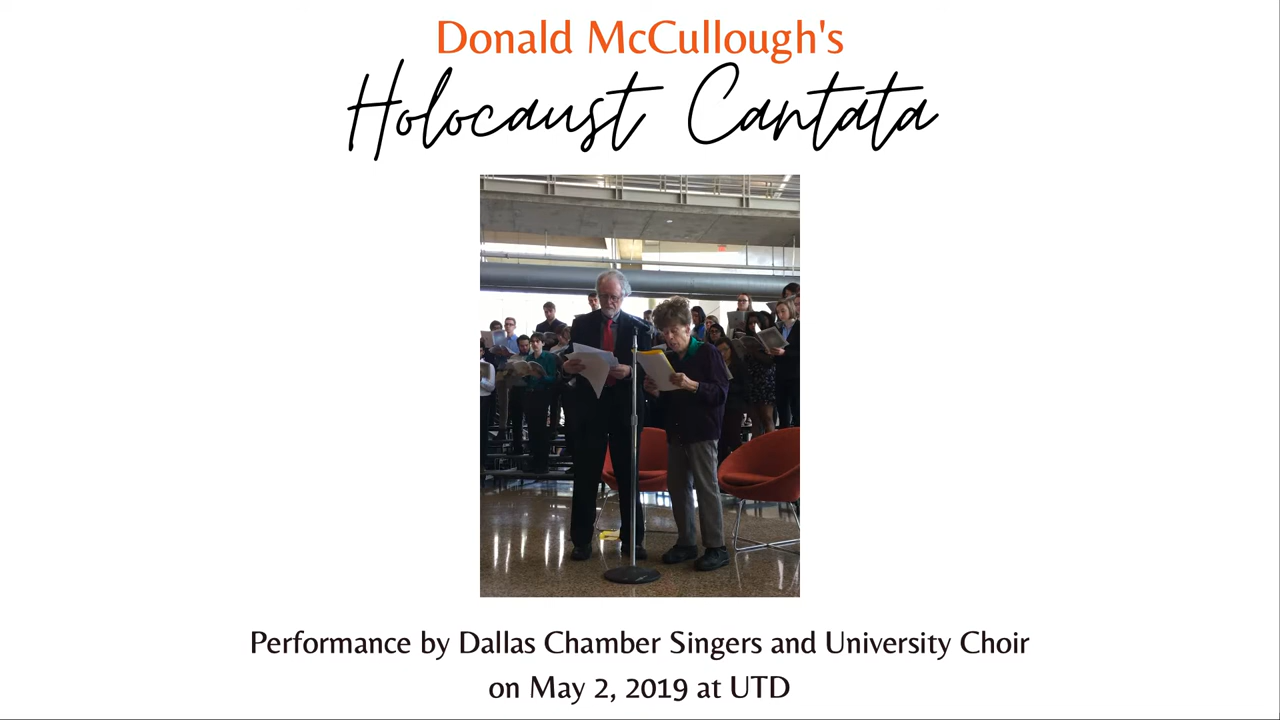 Donald McCullough's
Holocaust Cantata
Performance by Dallas Chamber Singers and University Choir
on May 2, 2019 at UTD